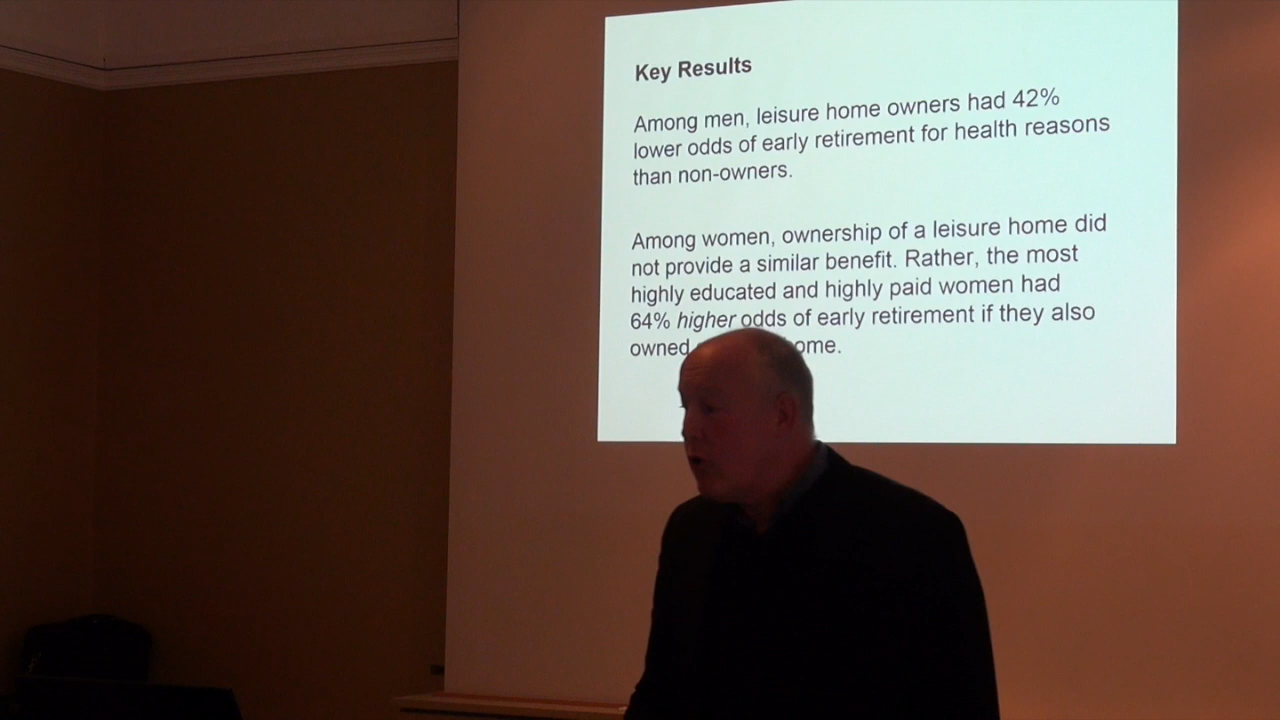 Key Results
Among men, leisure home owners had 42%
lower odds of early retirement for health reasons
than non-owners.
Among women, ownership of a leisure home did
not provide a similar benefit. Rather, the most
highly educated and highly paid women had
64% higher odds of early retirement if they also
owned